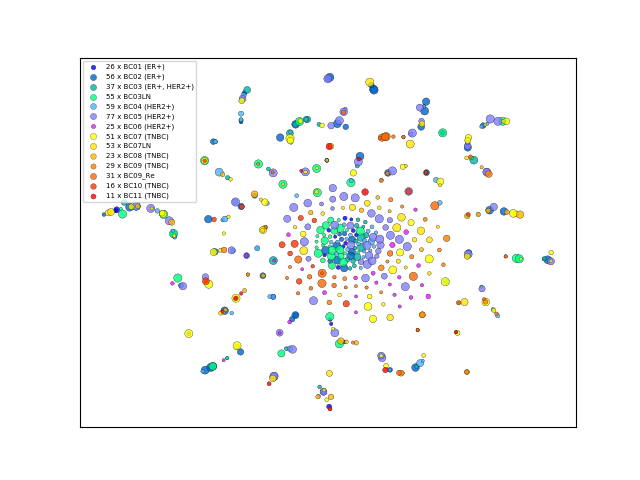 26 x BC01 (ER+)
56 x BC02 (ER+)
37 x BC03 (ER+, HER2+)
55 x BC03LN
59 x BC04 (HER2+)
77 x BC05 (HER2+)
25 x BC06 (HER2+)
51 x BC07 (TNBC)
53 x BC07LN
23 x BC08 (TNBC)
29 x BC09 (TNBC)
31 x BC09_Re
16 x BC10 (TNBC)
11 x BC11 (TNBC)